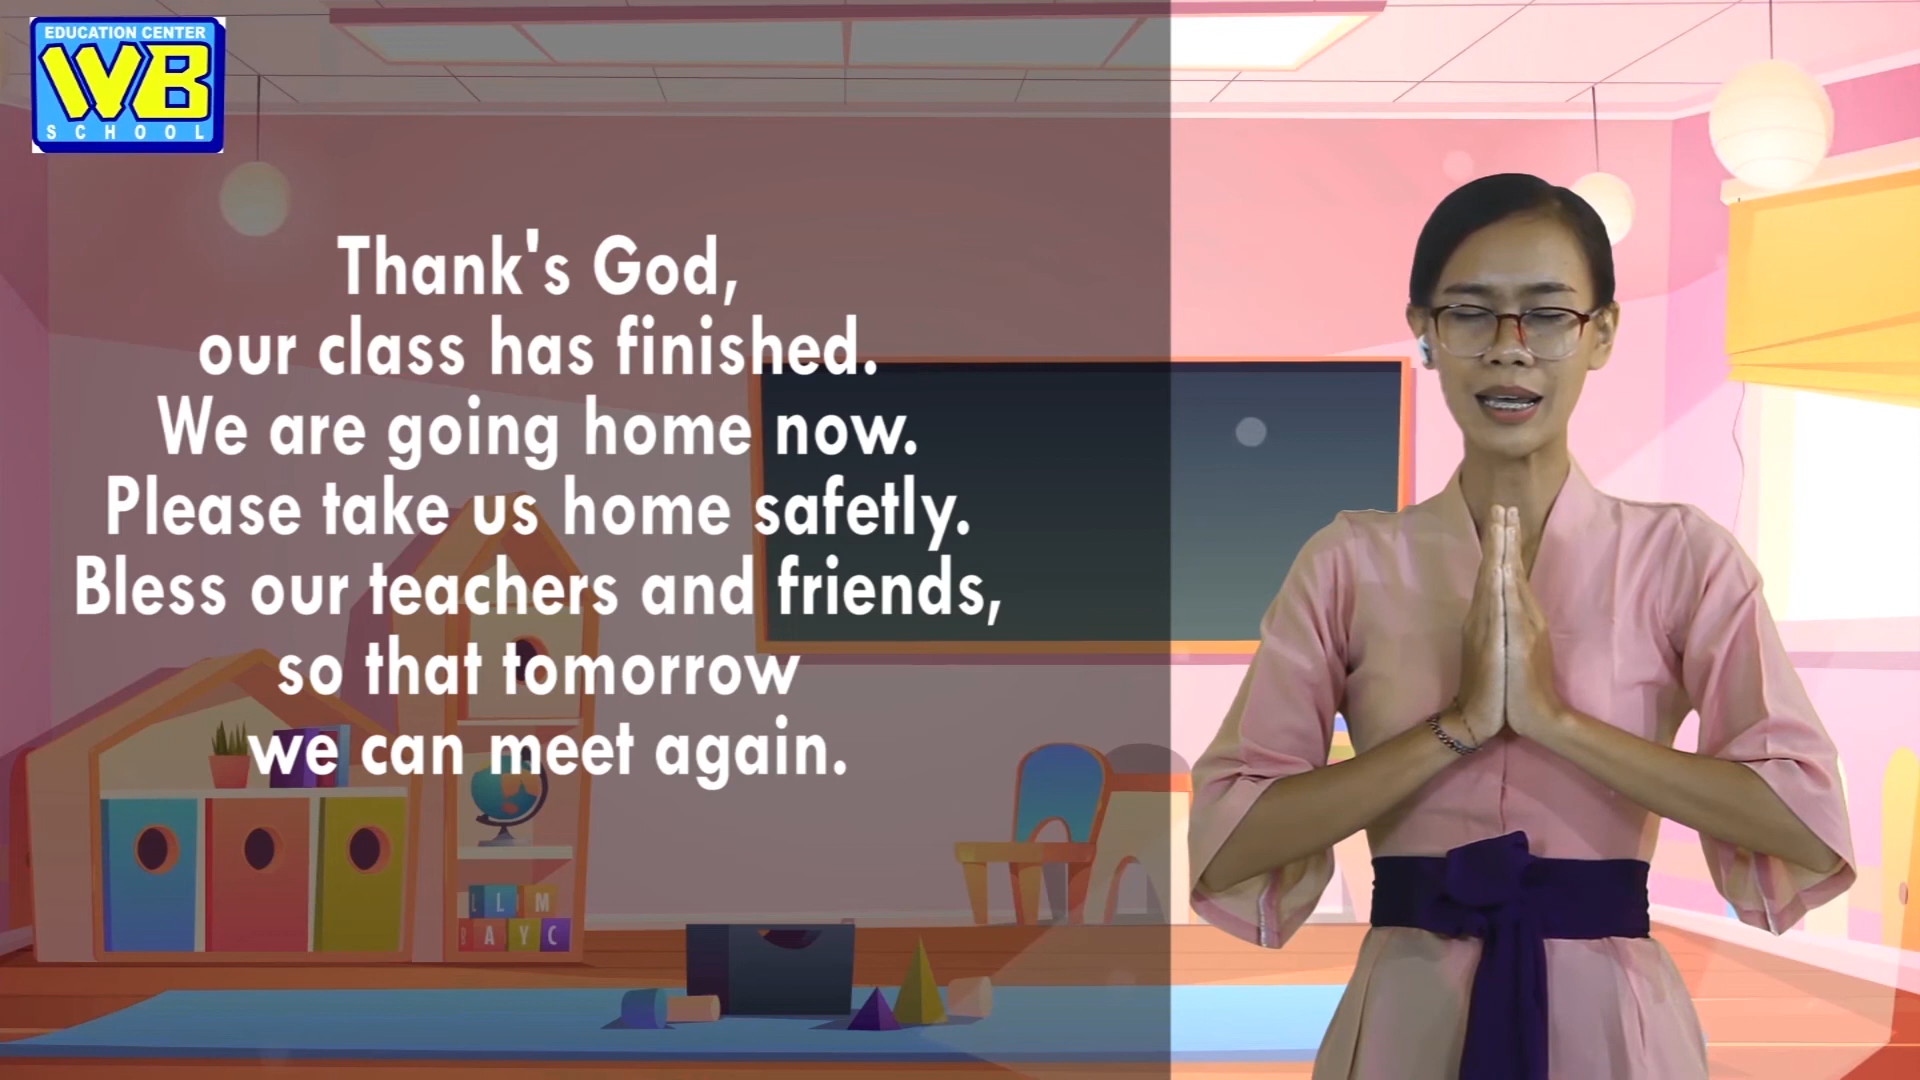 EDUCATION CENTER
WB
SCHOOL
Thank's God,
our class has finished.
We are going home now.
Please take us home safetly.
Bless our teachers and friends,
so that tomorrow
we can meet again.
L L M
B A Y C